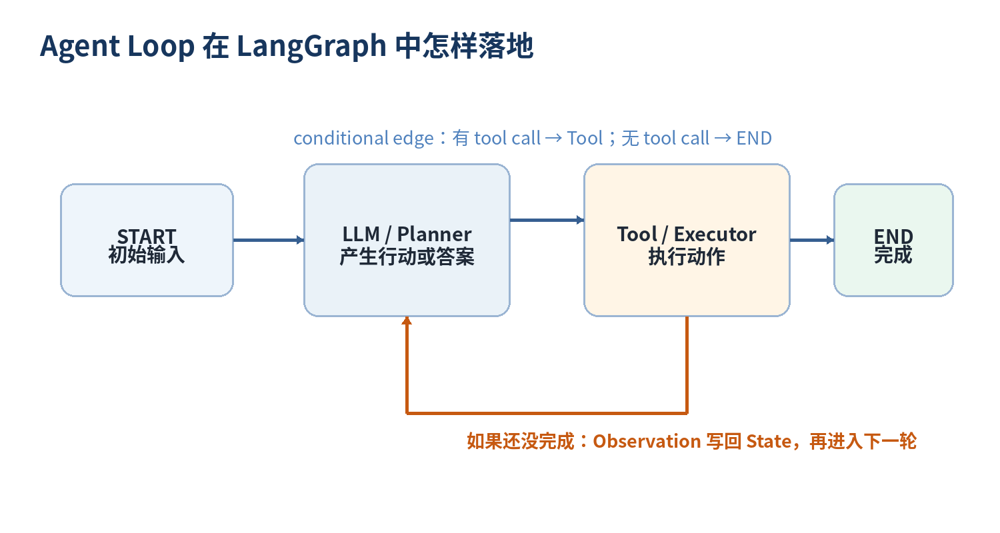 Agent Loop 在 LangGraph 中怎样落地
conditional edge：有 tool call → Tool；无 tool call → END
START
初始输入
LLM / Planner
产生行动或答案
Tool / Executor
执行动作
END
完成
如果还没完成：Observation 写回 State，再进入下一轮